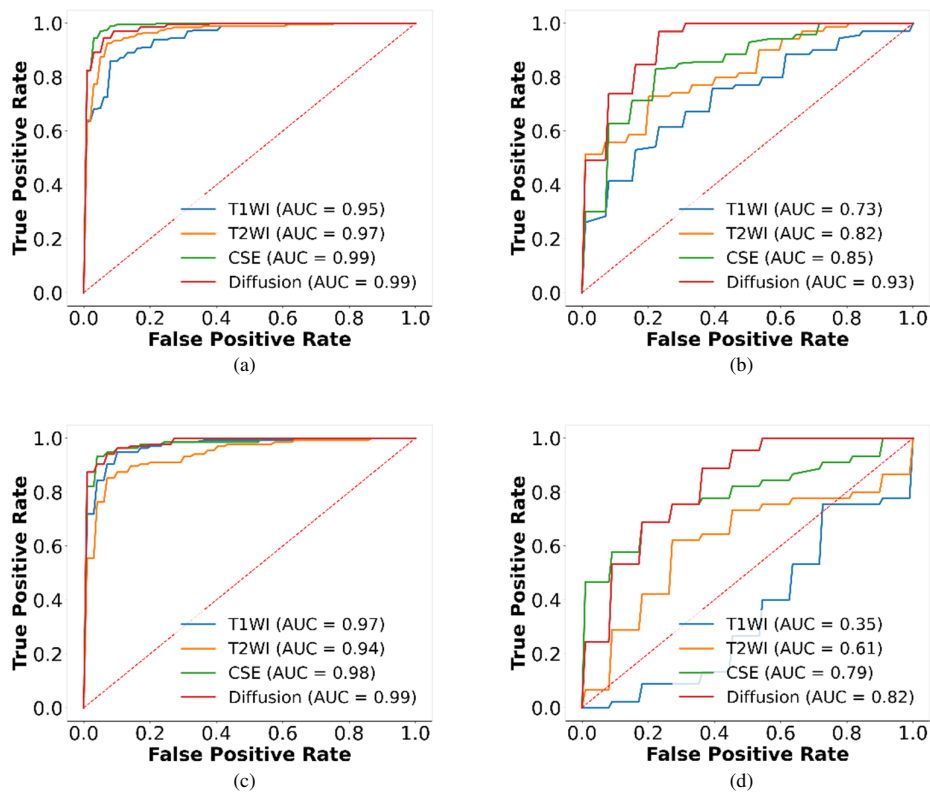 True Positive Rate
1.0
0.8
0.6
0.4
0.2
0.0
T1WI (AUC = 0.95)
T2WI (AUC = 0.97)
CSE (AUC = 0.99)
Diffusion (AUC = 0.99)
0.0 0.2 0.4 0.6 0.8 1.0
False Positive Rate
(a)
True Positive Rate
1.0
0.8
0.6
0.4
0.2
0.0
T1WI (AUC = 0.73)
T2WI (AUC = 0.82)
CSE (AUC = 0.85)
Diffusion (AUC = 0.93)
0.0 0.2 0.4 0.6 0.8 1.0
False Positive Rate
(b)
True Positive Rate
1.0
0.8
0.6
0.4
0.2
0.0
T1WI (AUC = 0.97)
T2WI (AUC = 0.94)
CSE (AUC = 0.98)
Diffusion (AUC = 0.99)
0.0 0.2 0.4 0.6 0.8 1.0
False Positive Rate
(c)
True Positive Rate
1.0
0.8
0.6
0.4
0.2
0.0
T1WI (AUC = 0.35)
T2WI (AUC = 0.61)
CSE (AUC = 0.79)
Diffusion (AUC = 0.82)
0.0 0.2 0.4 0.6 0.8 1.0
False Positive Rate
(d)